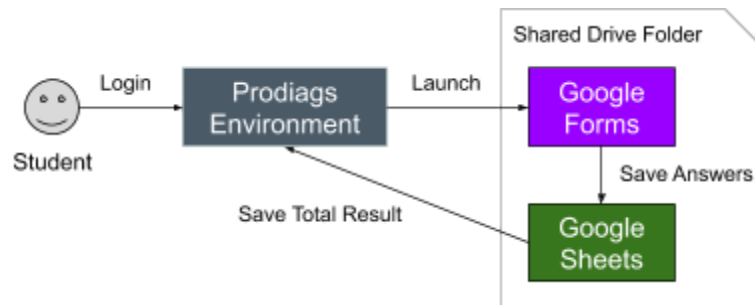 Shared Drive Folder
Login
Prodiags
Environment
Launch
Google
Forms
Student
Save Answers
Save Total Result
Google
Sheets